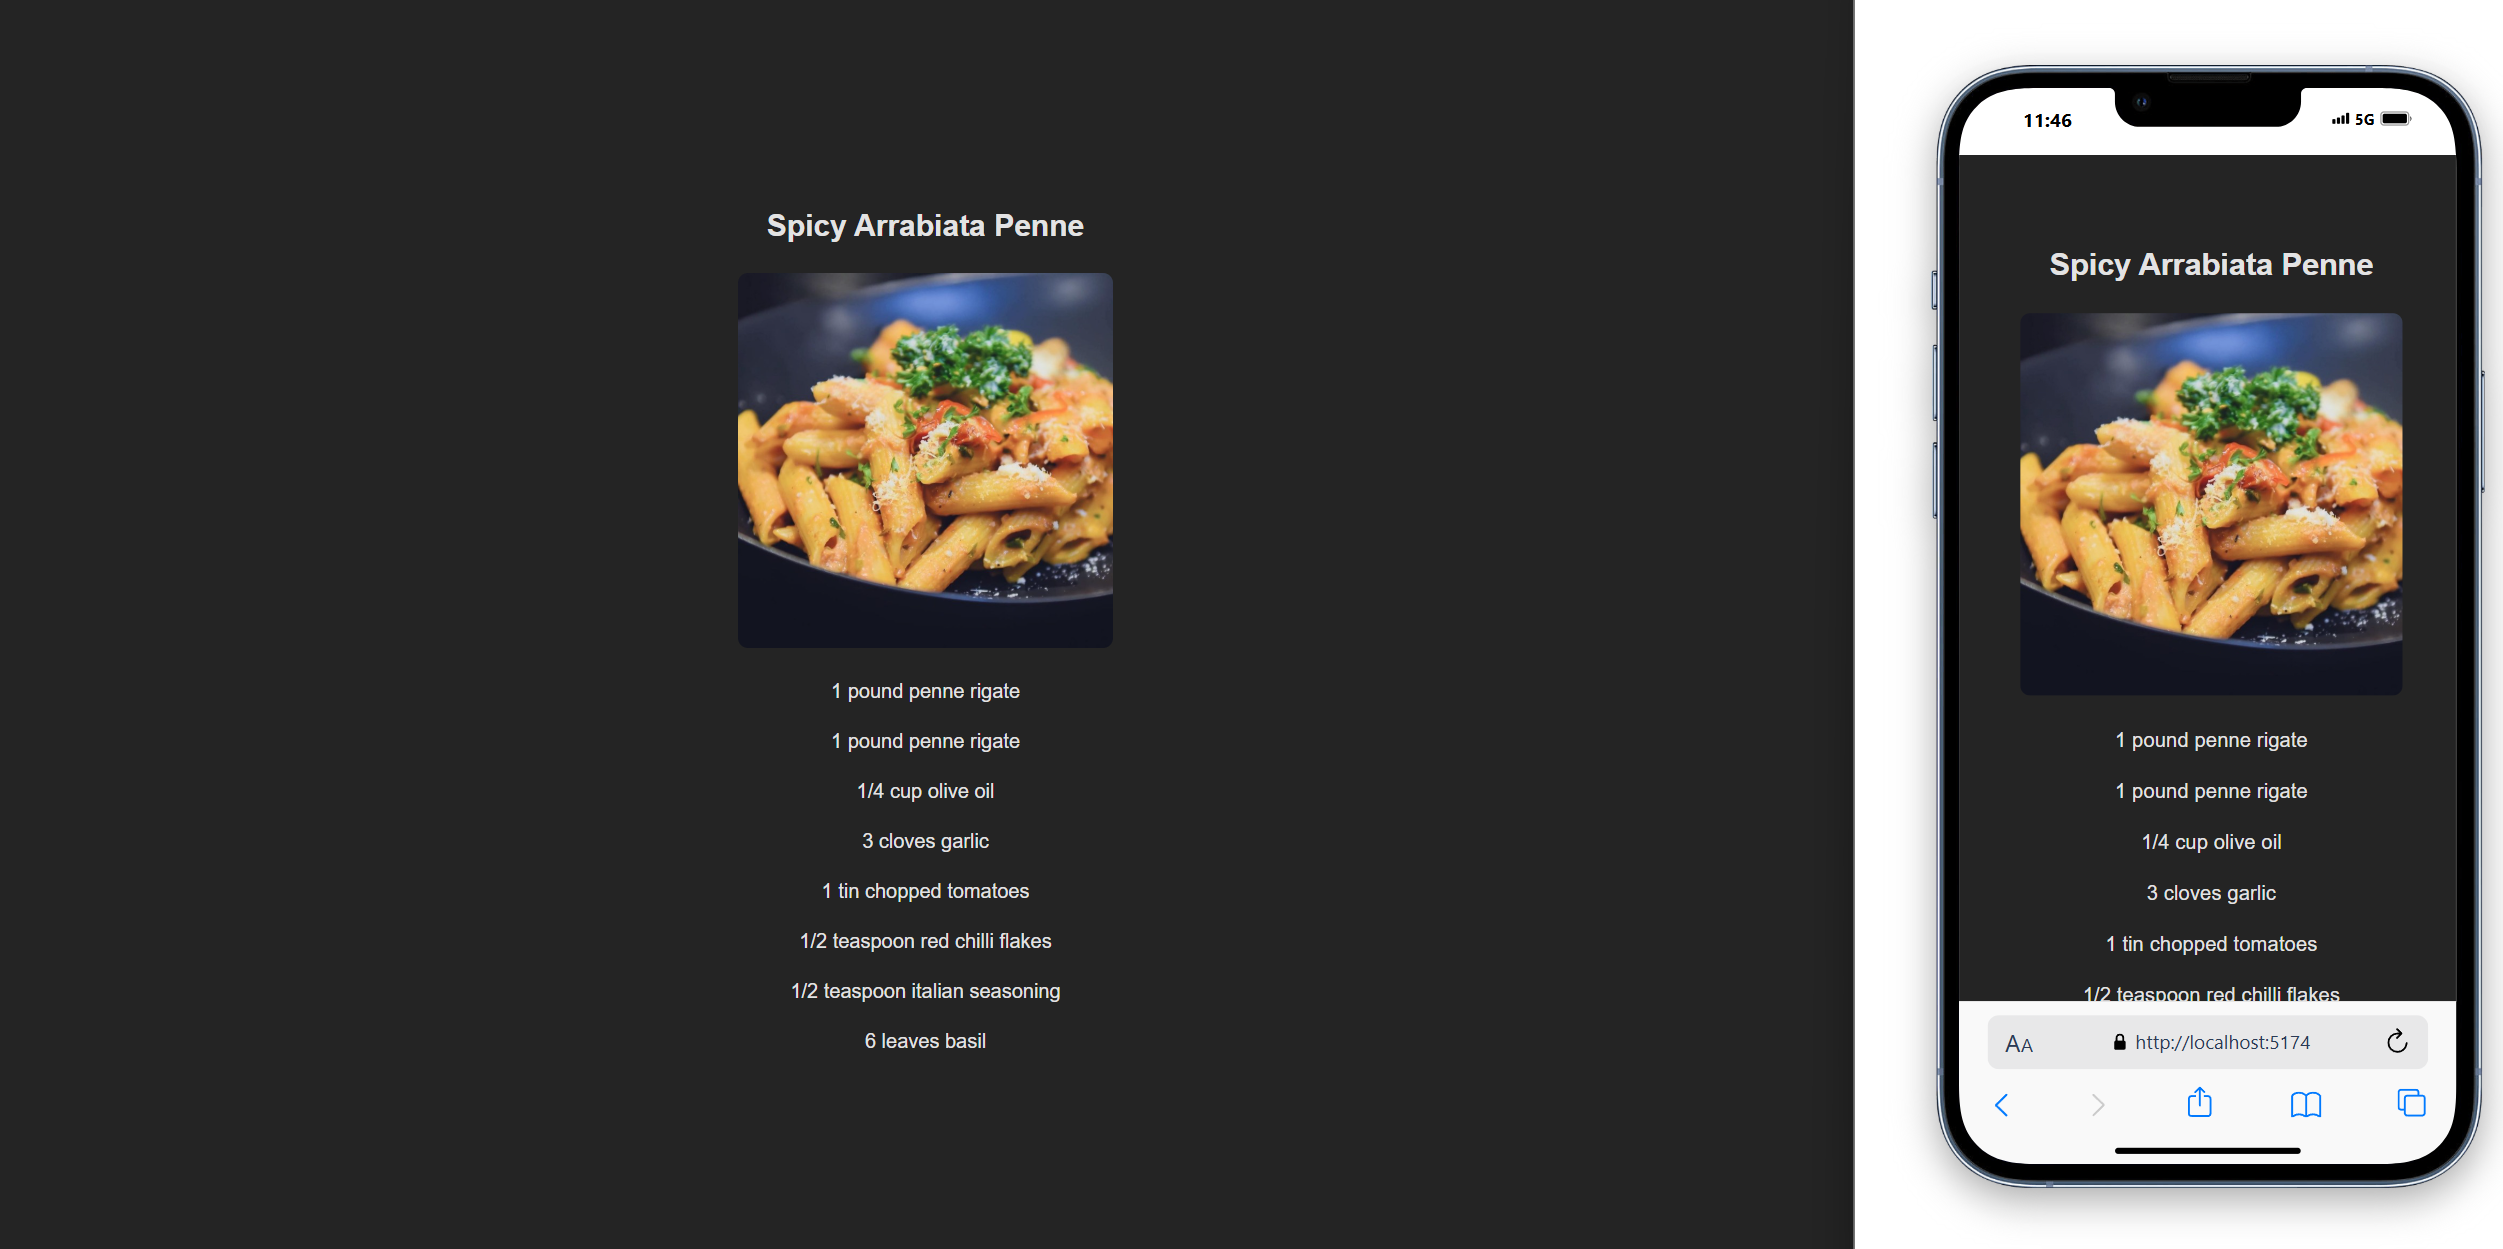 Spicy Arrabiata Penne
1 pound penne rigate
1 pound penne rigate
1/4 cup olive oil
3 cloves garlic
1 tin chopped tomatoes
1/2 teaspoon red chilli flakes
1/2 teaspoon italian seasoning
6 leaves basil
11:46
5G
Spicy Arrabiata Penne
1 pound penne rigate
1 pound penne rigate
1/4 cup olive oil
3 cloves garlic
1 tin chopped tomatoes
1/2 teaspoon red chilli flakes
AA http://localhost:5174